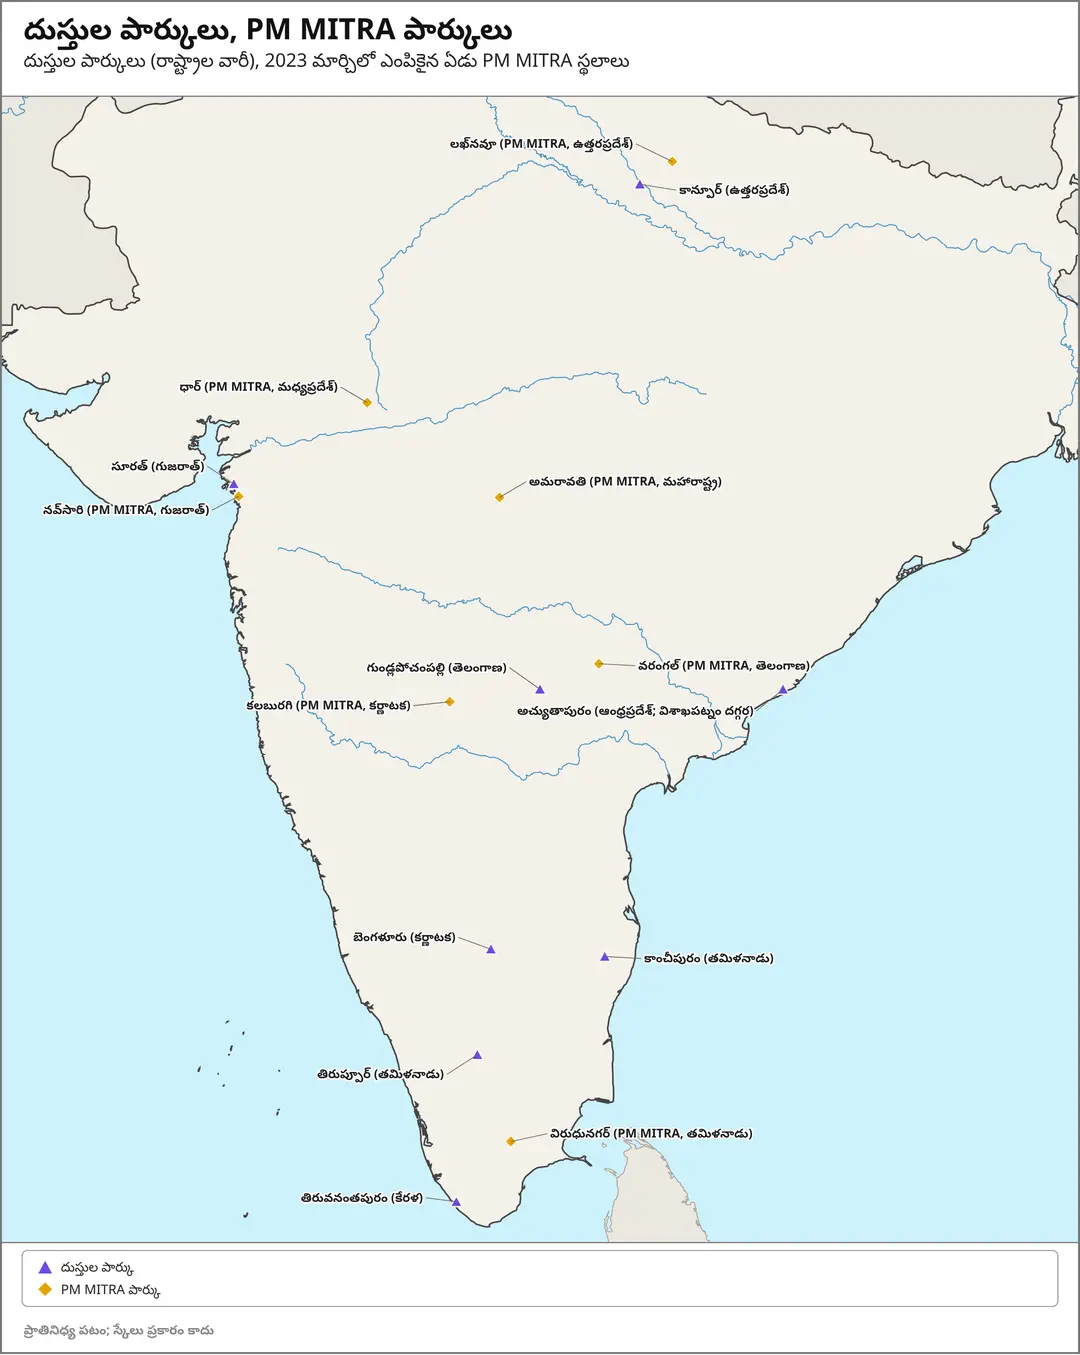 దుస్తుల పార్కులు, PM MITRA పార్కులు
దుస్తుల పార్కులు (రాష్ట్రాల వారీ), 2023 మార్చిలో ఎంపికైన ఏడు PM MITRA స్థలాలు
లఖ్‌నవూ (PM MITRA, ఉత్తరప్రదేశ్)
కాన్పూర్ (ఉత్తరప్రదేశ్)
ధార్ (PM MITRA, మధ్యప్రదేశ్)
సూరత్ (గుజరాత్)
అమరావతి (PM MITRA, మహారాష్ట్ర)
నవ్‌సారి (PM MITRA, గుజరాత్)
వరంగల్ (PM MITRA, తెలంగాణ)
గుండ్లపోచంపల్లి (తెలంగాణ)
కలబురగి (PM MITRA, కర్ణాటక)
అచ్యుతాపురం (ఆంధ్రప్రదేశ్; విశాఖపట్నం దగ్గర)
బెంగళూరు (కర్ణాటక)
కాంచీపురం (తమిళనాడు)
తిరుప్పూర్ (తమిళనాడు)
విరుధునగర్ (PM MITRA, తమిళనాడు)
తిరువనంతపురం (కేరళ)
దుస్తుల పార్కు
PM MITRA పార్కు
ప్రాతినిధ్య పటం; స్కేలు ప్రకారం కాదు